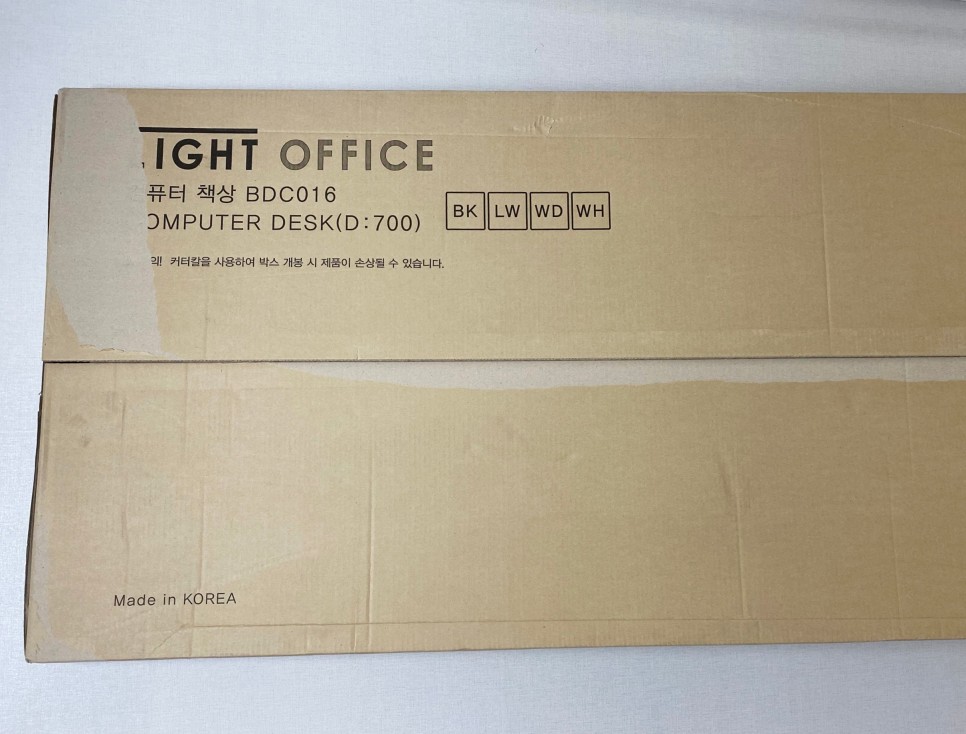 IGHT OFFICE
퓨터 책상 BDC016
OMPUTER DESK(D:700)
BK LW WD WH
커터칼을 사용하여 박스 개봉 시 제품이 손상될 수 있습니다.
Made in KOREA